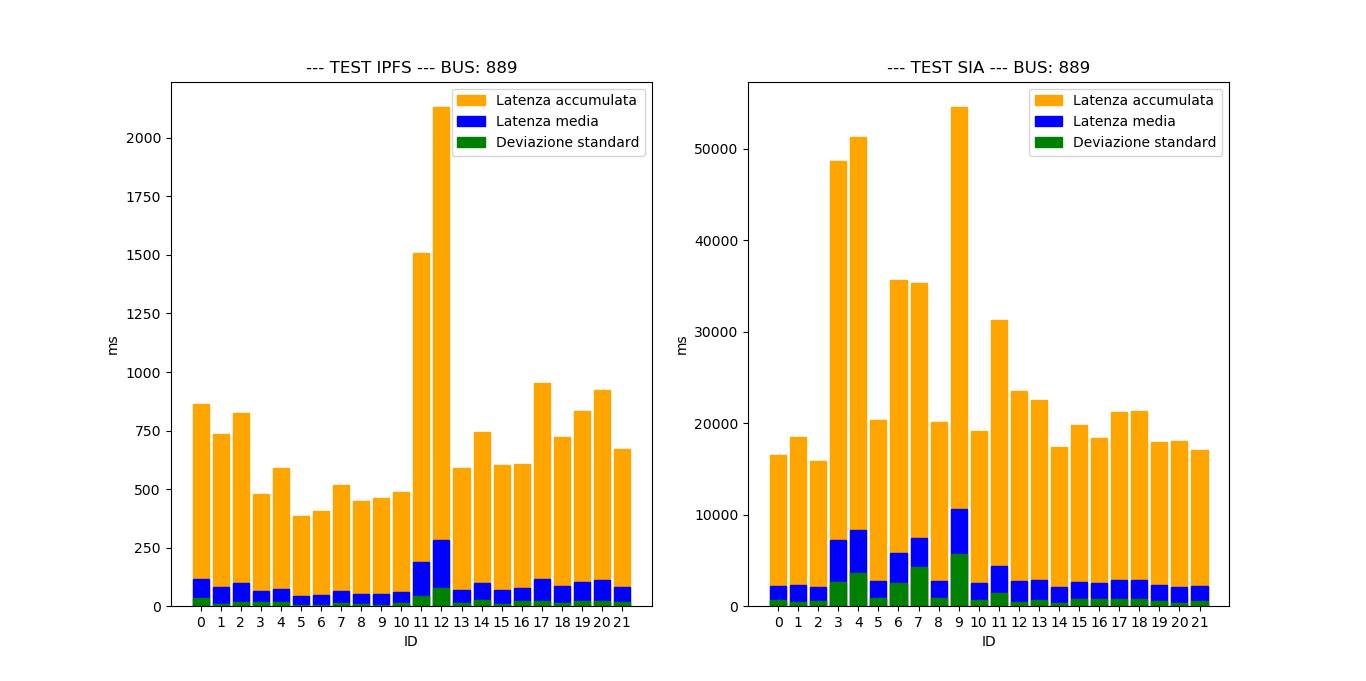 --- TEST IPFS --- BUS: 889
Latenza accumulata
Latenza media
Deviazione standard
2000
1750
1500
1250
1000
750
500
250
0
ms
0 1 2 3 4 5 6 7 8 9 10 11 12 13 14 15 16 17 18 19 20 21
ID
--- TEST SIA --- BUS: 889
Latenza accumulata
Latenza media
Deviazione standard
50000
40000
30000
20000
10000
0
ms
0 1 2 3 4 5 6 7 8 9 10 11 12 13 14 15 16 17 18 19 20 21
ID